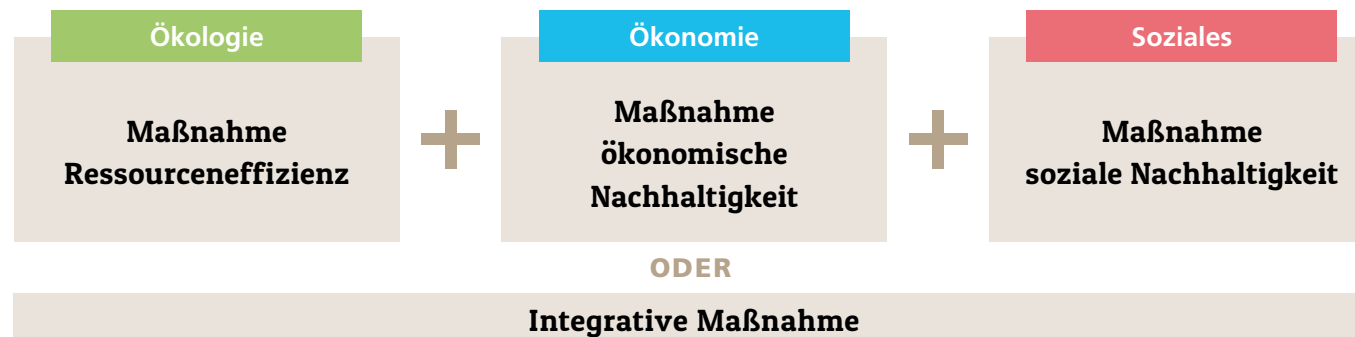 Ökologie
Maßnahme
Ressourceneffizienz
Ökonomie
Maßnahme
ökonomische
Nachhaltigkeit
Soziales
Maßnahme
soziale Nachhaltigkeit
ODER
Integrative Maßnahme